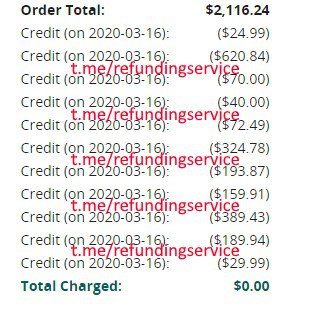 Order Total: $2,116.24
Credit (on 2020-03-16): ($24.99)
Credit (on 2020-03-16): ($620.84)
t.me/refundingservice
Credit (on 2020-03-16): ($70.00)
Credit (on 2020-03-16): ($40.00)
t.me/refundingservice
Credit (on 2020-03-16): ($72.49)
Credit (on 2020-03-16): ($324.78)
t.me/refundingservice
Credit (on 2020-03-16): ($193.87)
Credit (on 2020-03-16): ($159.91)
t.me/refundingservice
Credit (on 2020-03-16): ($389.43)
Credit (on 2020-03-16): ($189.94)
t.me/refundingservice
Credit (on 2020-03-16): ($29.99)
Total Charged: $0.00